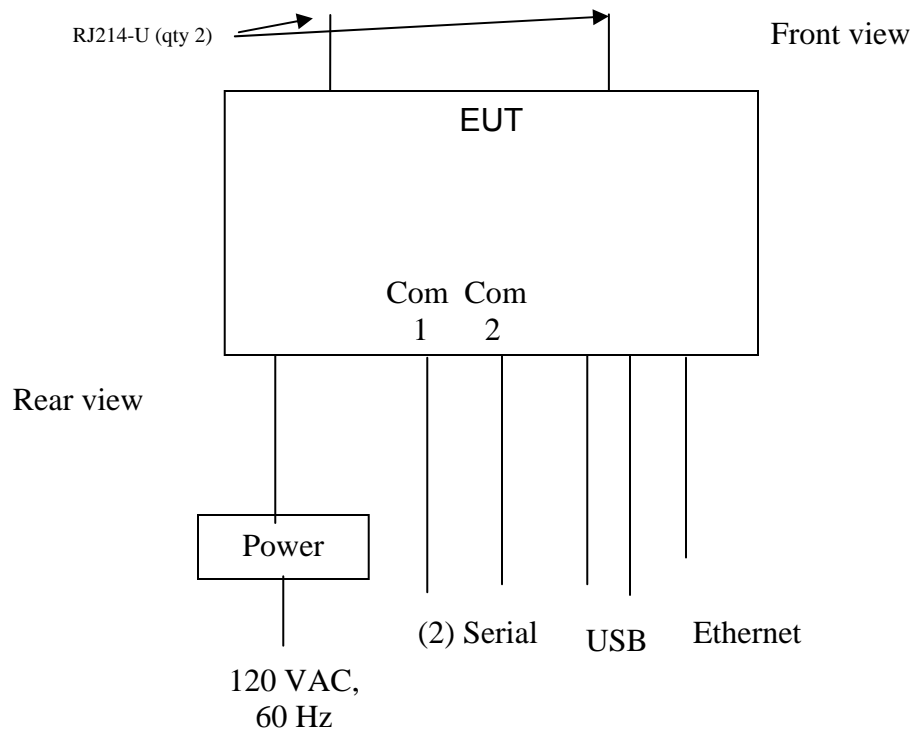 RJ214-U (qty 2)
Front view
EUT
Com Com
1 2
Rear view
Power
(2) Serial
USB
Ethernet
120 VAC,
60 Hz